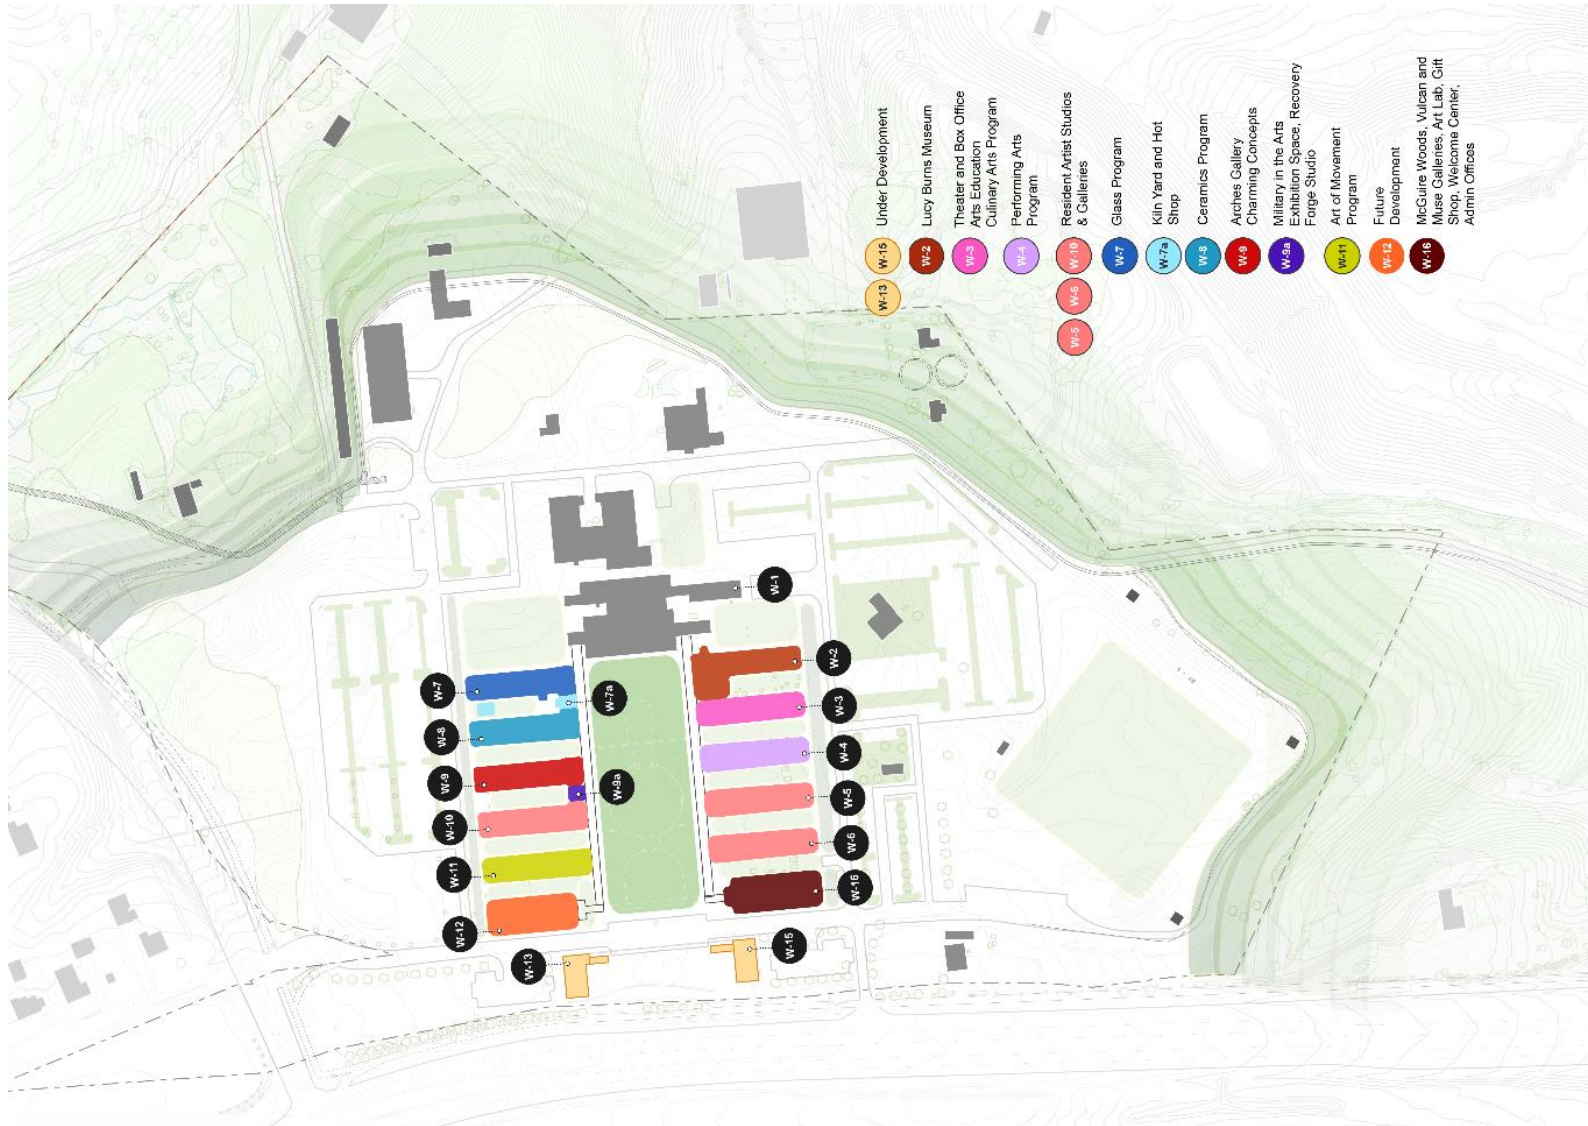 W-13 W-15 Under Development
W-2 Lucy Burns Museum
W-3 Theater and Box Office
Arts Education
Culinary Arts Program
W-4 Performing Arts
Program
W-5 W-6 W-10 Resident Artist Studios
& Galleries
W-7 Glass Program
W-7a Kiln Yard and Hot
Shop
W-8 Ceramics Program
W-9 Arches Gallery
Charming Concepts
W-9a Military in the Arts
Exhibition Space, Recovery
Forge Studio
W-11 Art of Movement
Program
W-12 Future
Development
W-16 McGuire Woods, Vulcan and
Muse Galleries, Art Lab, Gift
Shop, Welcome Center,
Admin Offices
W-7
W-7a
W-8
W-9
W-9a
W-10
W-11
W-12
W-13
W-1
W-2
W-3
W-4
W-5
W-6
W-16
W-15